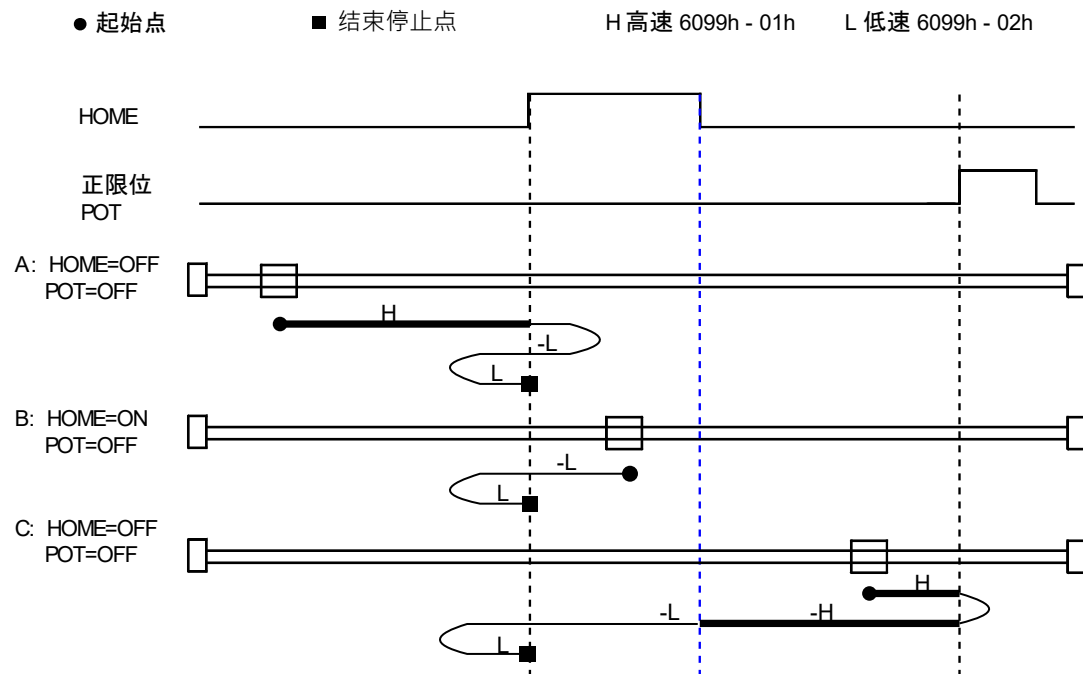 ● 起始点 ■ 结束停止点 H 高速 6099h - 01h L 低速 6099h - 02h
HOME
正限位
POT
A: HOME=OFF
POT=OFF
H
-L
L
B: HOME=ON
POT=OFF
-L
L
C: HOME=OFF
POT=OFF
H
-L
-H
L